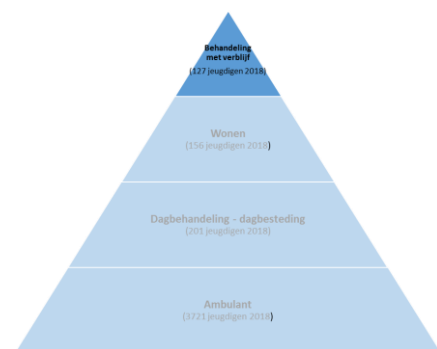 Behandeling
met verblijf
(127 jeugdigen 2018)
Wonen
(156 jeugdigen 2018)
Dagbehandeling - dagbesteding
(201 jeugdigen 2018)
Ambulant
(3721 jeugdigen 2018)